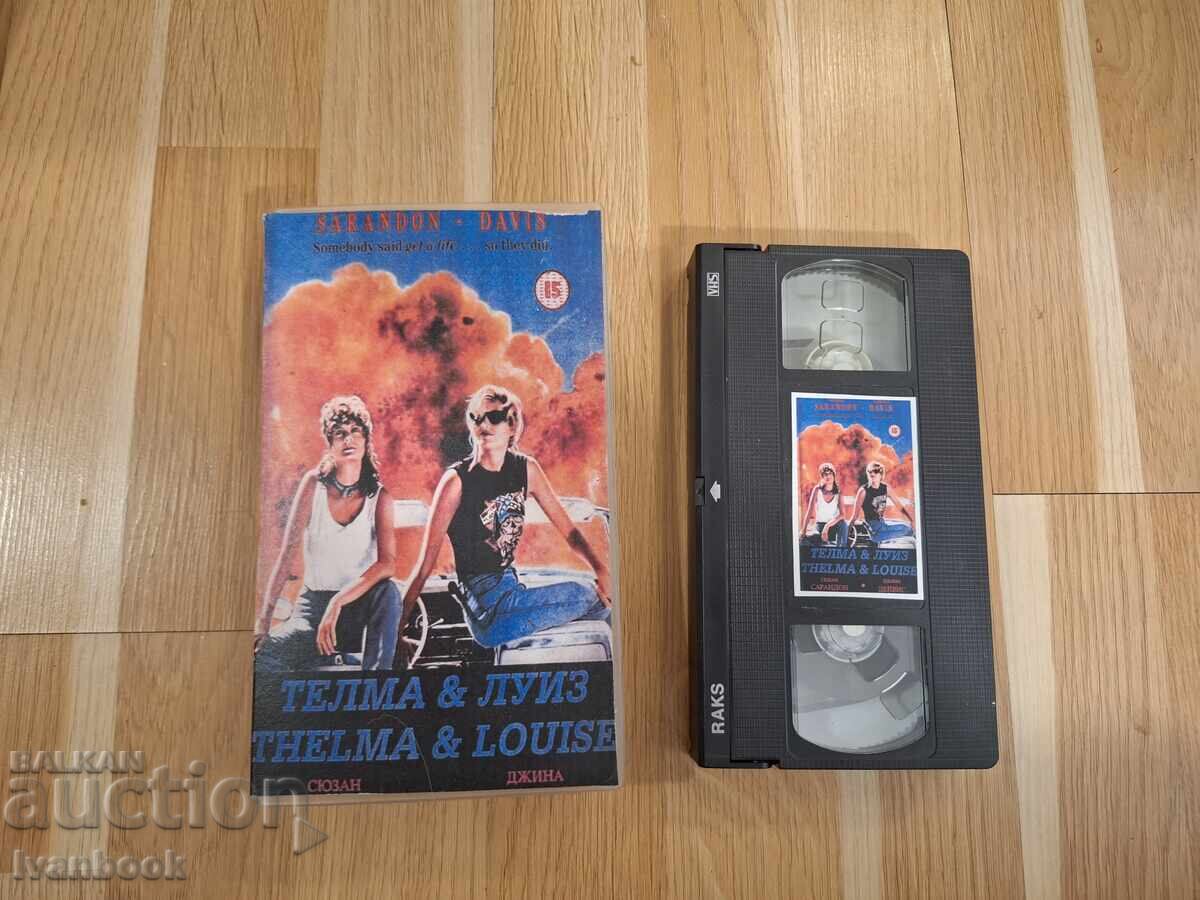 SARANDON - DAVIS
Somebody said get a life . . . . so they did.
15
ТЕЛМА & ЛУИЗ
THELMA & LOUISE
СЮЗАН ДЖИНА
VHS
SARANDON - DAVIS
15
ТЕЛМА & ЛУИЗ
THELMA & LOUISE
СЮЗАН ДЖИНА
САРАНДОН • ДЕЙВИС
RAKS
BALKAN
auction
Ivanbook